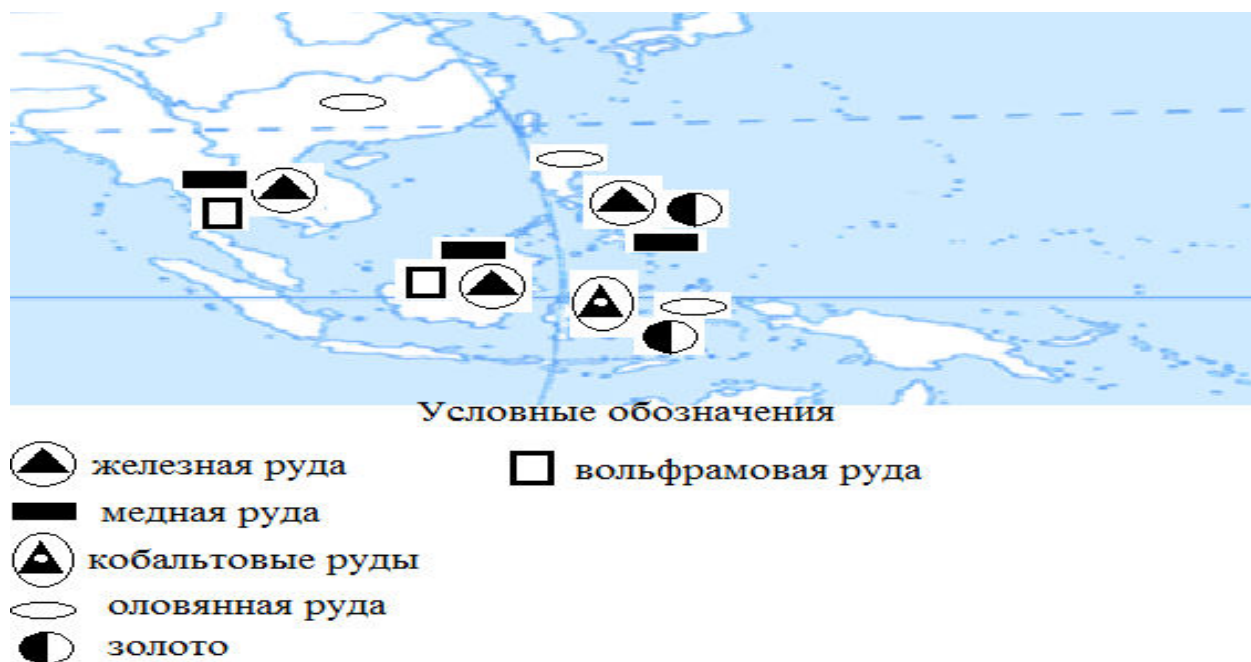 Условные обозначения
железная руда
вольфрамовая руда
медная руда
кобальтовые руды
оловянная руда
золото